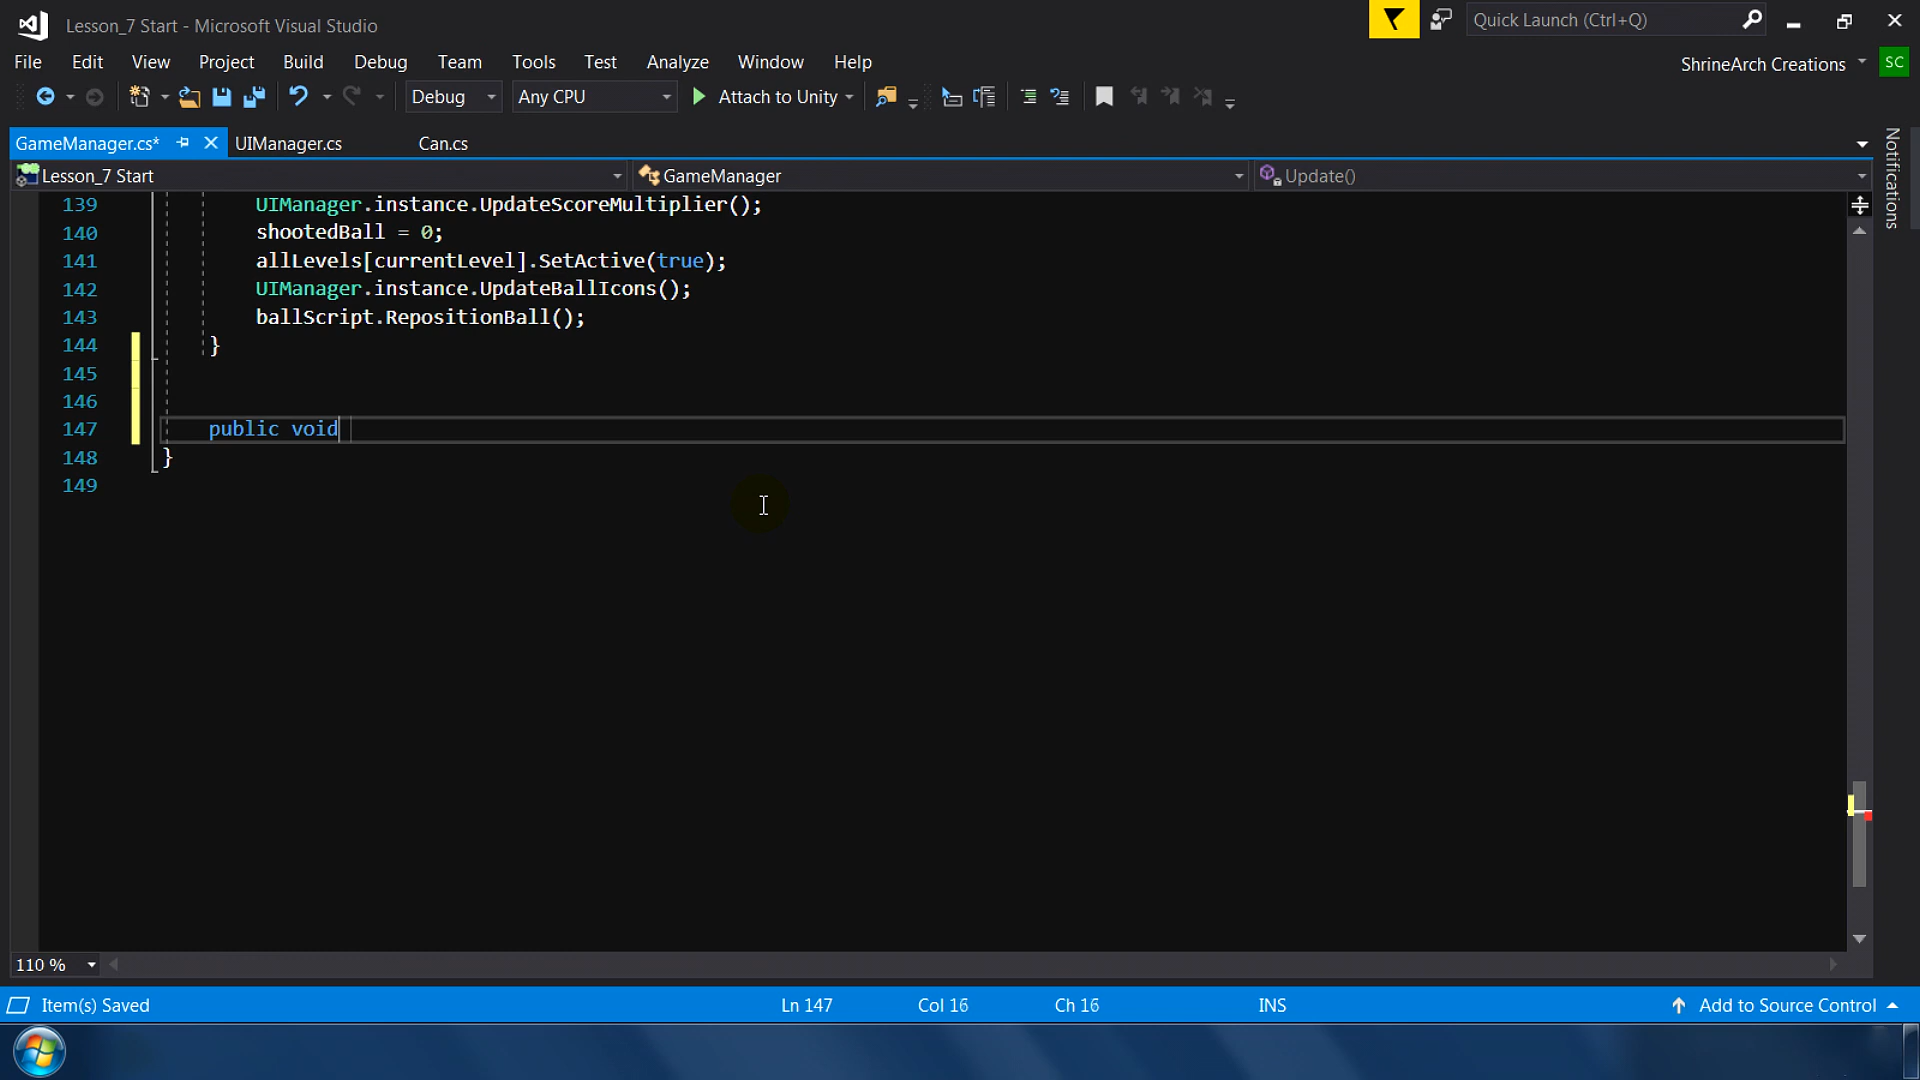 Lesson_7 Start - Microsoft Visual Studio
Quick Launch (Ctrl+Q)
File Edit View Project Build Debug Team Tools Test Analyze Window Help
ShrineArch Creations SC
Debug Any CPU Attach to Unity
GameManager.cs* UIManager.cs Can.cs
Notifications
Lesson_7 Start GameManager Update()
139 UIManager.instance.UpdateScoreMultiplier();
140 shootedBall = 0;
141 allLevels[currentLevel].SetActive(true);
142 UIManager.instance.UpdateBallIcons();
143 ballScript.RepositionBall();
144 }
145
146
147 public void
148 }
149
110 %
Item(s) Saved Ln 147 Col 16 Ch 16 INS Add to Source Control